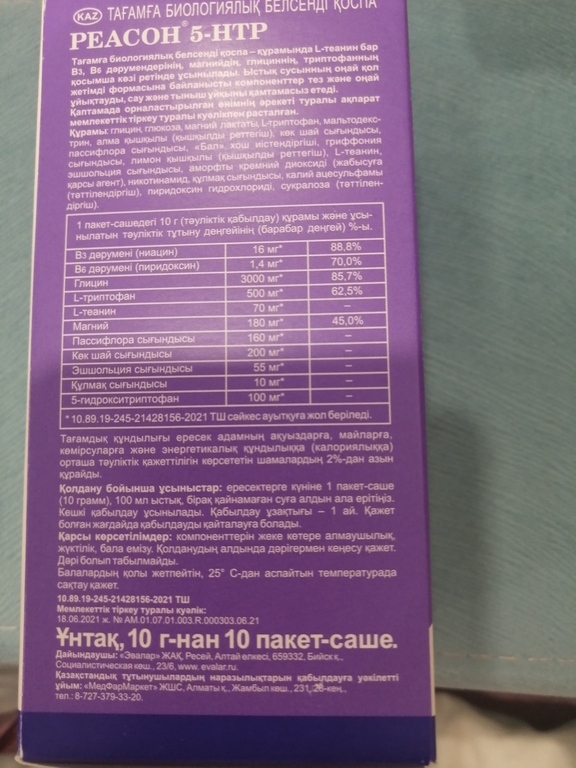 KAZ ТАҒАМҒА БИОЛОГИЯЛЫҚ БЕЛСЕНДІ ҚОСПА
РЕАСОН® 5-HTP
Тағамға биологиялық белсенді қоспа – құрамында L-теанин бар
В3, В6 дәрумендерінің, магнийдің, глициннің, триптофанның
қосымша көзі ретінде ұсынылады. Ыстық сусынның оңай қол
жетімді формасына байланысты компоненттер тез және оңай
ұйықтауды, сау және тыныш ұйқыны қамтамасыз етеді.
Қаптамада орналастырылған өнімнің әрекеті туралы ақпарат
мемлекеттік тіркеу туралы куәлікпен расталған.
Құрамы: глицин, глюкоза, магний лактаты, L-триптофан, мальтодекс-
трин, алма қышқылы (қышқылды реттегіш), көк шай сығындысы,
пассифлора сығындысы, «Бал» хош иістендіргіші, гриффония
сығындысы, лимон қышқылы (қышқылды реттегіш), L-теанин,
эшшольция сығындысы, аморфты кремний диоксиді (жабысуға
қарсы агент), никотинамид, құлмақ сығындысы, калий ацесульфамы
(тәттілендіргіш), пиридоксин гидрохлориді, сукралоза (тәттілен-
діргіш).
1 пакет-сашедегі 10 г (тәуліктік қабылдау) құрамы және ұсы-
нылатын тәуліктік тұтыну деңгейінің (барабар деңгей) %-ы.
В3 дәрумені (ниацин) 16 мг* 88,8%
В6 дәрумені (пиридоксин) 1,4 мг* 70,0%
Глицин 3000 мг* 85,7%
L-триптофан 500 мг* 62,5%
L-теанин 70 мг* –
Магний 180 мг* 45,0%
Пассифлора сығындысы 160 мг* –
Көк шай сығындысы 200 мг* –
Эшшольция сығындысы 55 мг* –
Құлмақ сығындысы 10 мг* –
5-гидрокситриптофан 100 мг* –
*10.89.19-245-21428156-2021 ТШ сәйкес ауытқуға жол беріледі.
Тағамдық құндылығы ересек адамның ақуыздарға, майларға,
көмірсуларға және энергетикалық құндылыққа (калориялыққа)
орташа тәуліктік қажеттілігін көрсететін шамалардың 2%-дан азын
құрайды.
Қолдану бойынша ұсыныстар: ересектерге күніне 1 пакет-саше
(10 грамм), 100 мл ыстық, бірақ қайнамаған суға алдын ала ерітіңіз.
Кешкі қабылдау ұсынылады. Қабылдау ұзақтығы – 1 ай. Қажет
болған жағдайда қабылдауды қайталауға болады.
Қарсы көрсетілімдер: компоненттерін жеке көтере алмаушылық,
жүктілік, бала емізу. Қолданудың алдында дәрігермен кеңесу қажет.
Дәрі болып табылмайды.
Балалардың қолы жетпейтін, 25° С-дан аспайтын температурада
сақтау қажет.
10.89.19-245-21428156-2021 ТШ
Мемлекеттік тіркеу туралы куәлік:
18.06.2021 ж. № АМ.01.07.01.003.R.000303.06.21
Ұнтақ, 10 г-нан 10 пакет-саше.
Дайындаушы: «Эвалар» ЖАҚ, Ресей, Алтай өлкесі, 659332, Бийск қ.,
Социалистическая көш., 23/6, www. evalar.ru.
Қазақстандық тұтынушылардың наразылықтарын қабылдауға уәкілетті
ұйым: «МедФарМаркет» ЖШС, Алматы қ., Жамбыл көш., 231, 28-кең.,
тел.: 8-727-379-33-20.